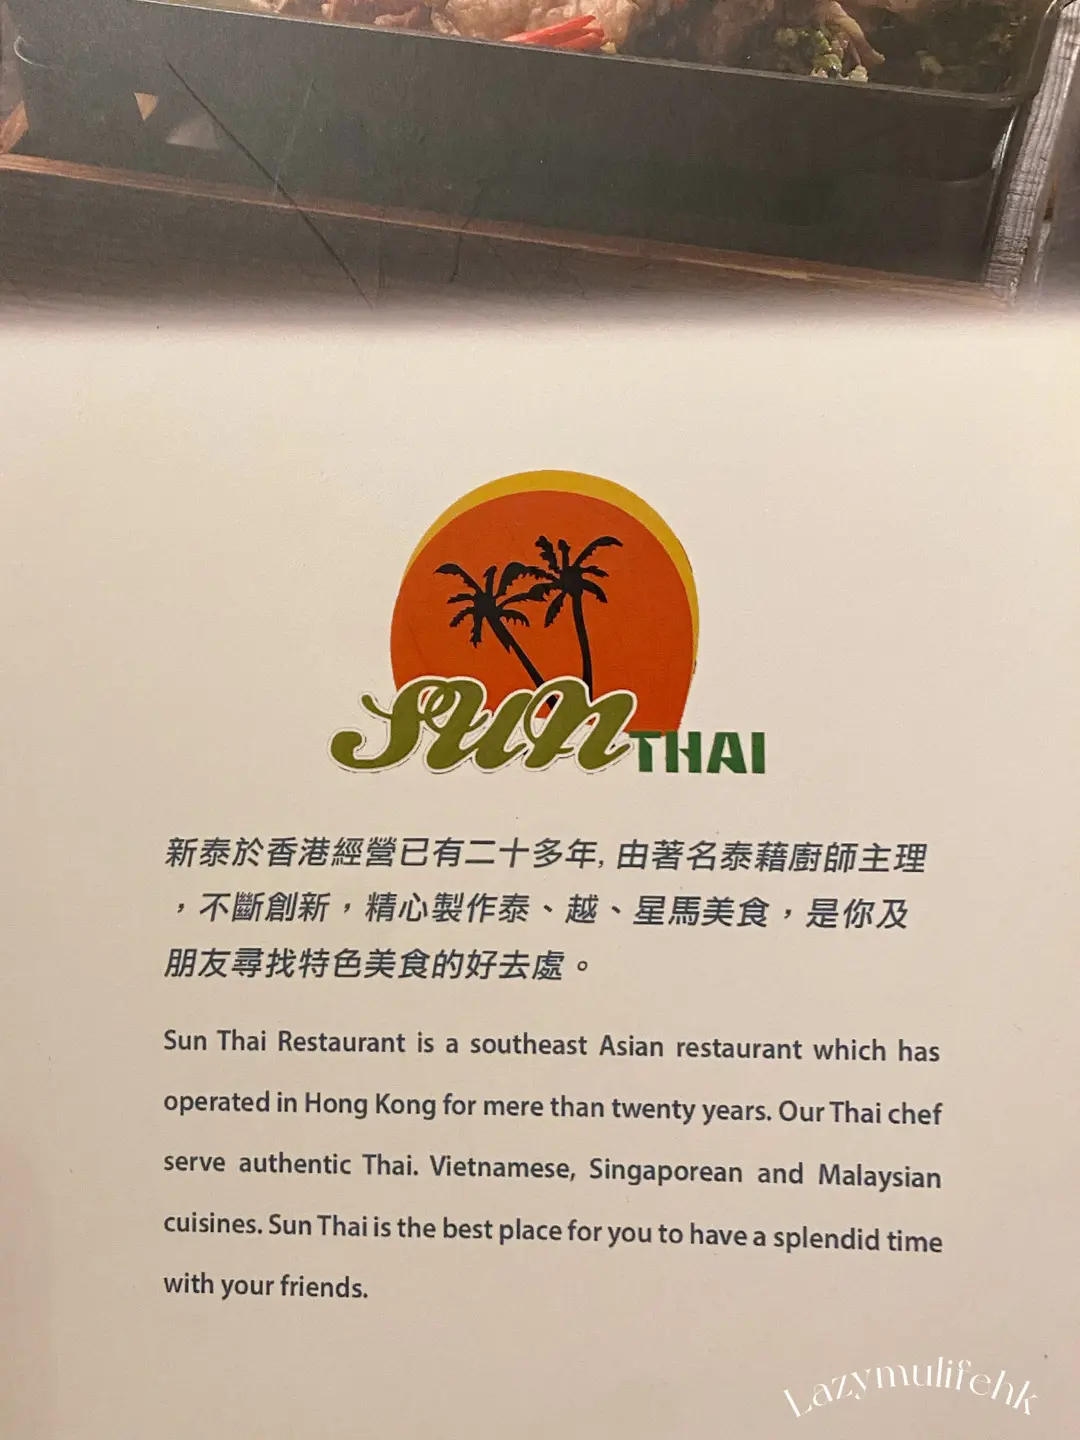 Sun THAI
新泰於香港經營已有二十多年, 由著名泰藉廚師主理
，不斷創新，精心製作泰、越、星馬美食，是你及
朋友尋找特色美食的好去處。
Sun Thai Restaurant is a southeast Asian restaurant which has
operated in Hong Kong for mere than twenty years. Our Thai chef
serve authentic Thai. Vietnamese, Singaporean and Malaysian
cuisines. Sun Thai is the best place for you to have a splendid time
with your friends.
Lazymulifehk